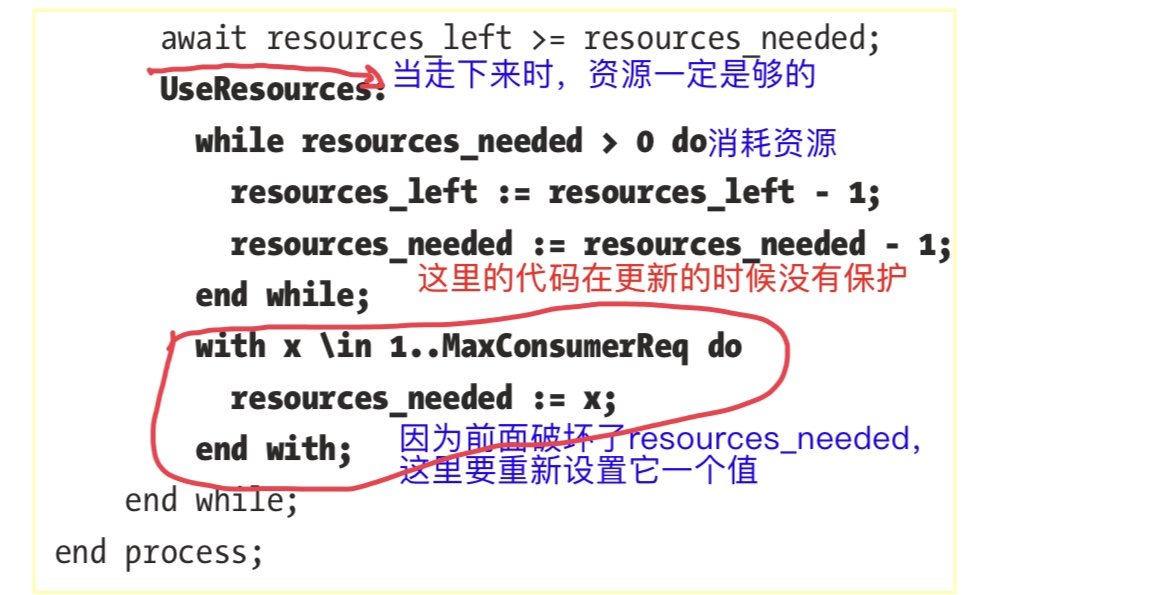 await resources_left >= resources_needed;
当走下来时，资源一定是够的
UseResources:
while resources_needed > 0 do消耗资源
resources_left := resources_left - 1;
resources_needed := resources_needed - 1;
这里的代码在更新的时候没有保护
end while;
with x \in 1..MaxConsumerReq do
resources_needed := x;
因为前面破坏了resources_needed，
end with;
这里要重新设置它一个值
end while;
end process;